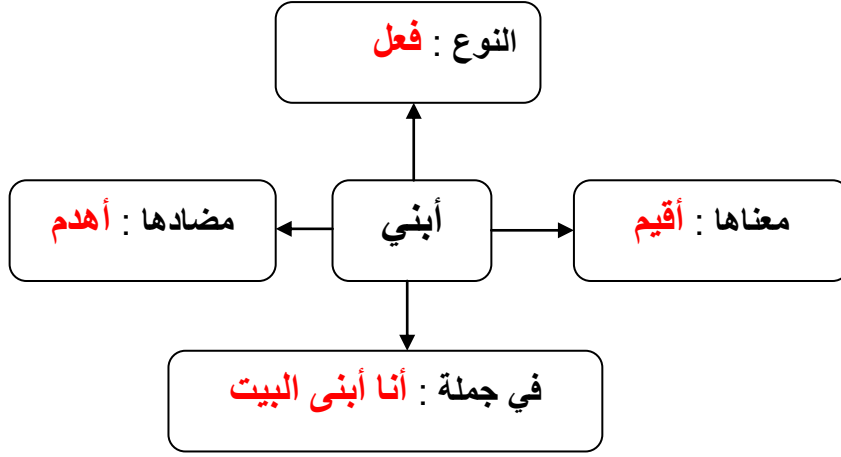 النوع : فعل
معناها : أقيم
أبني
مضادها : أهدم
في جملة : أنا أبنى البيت